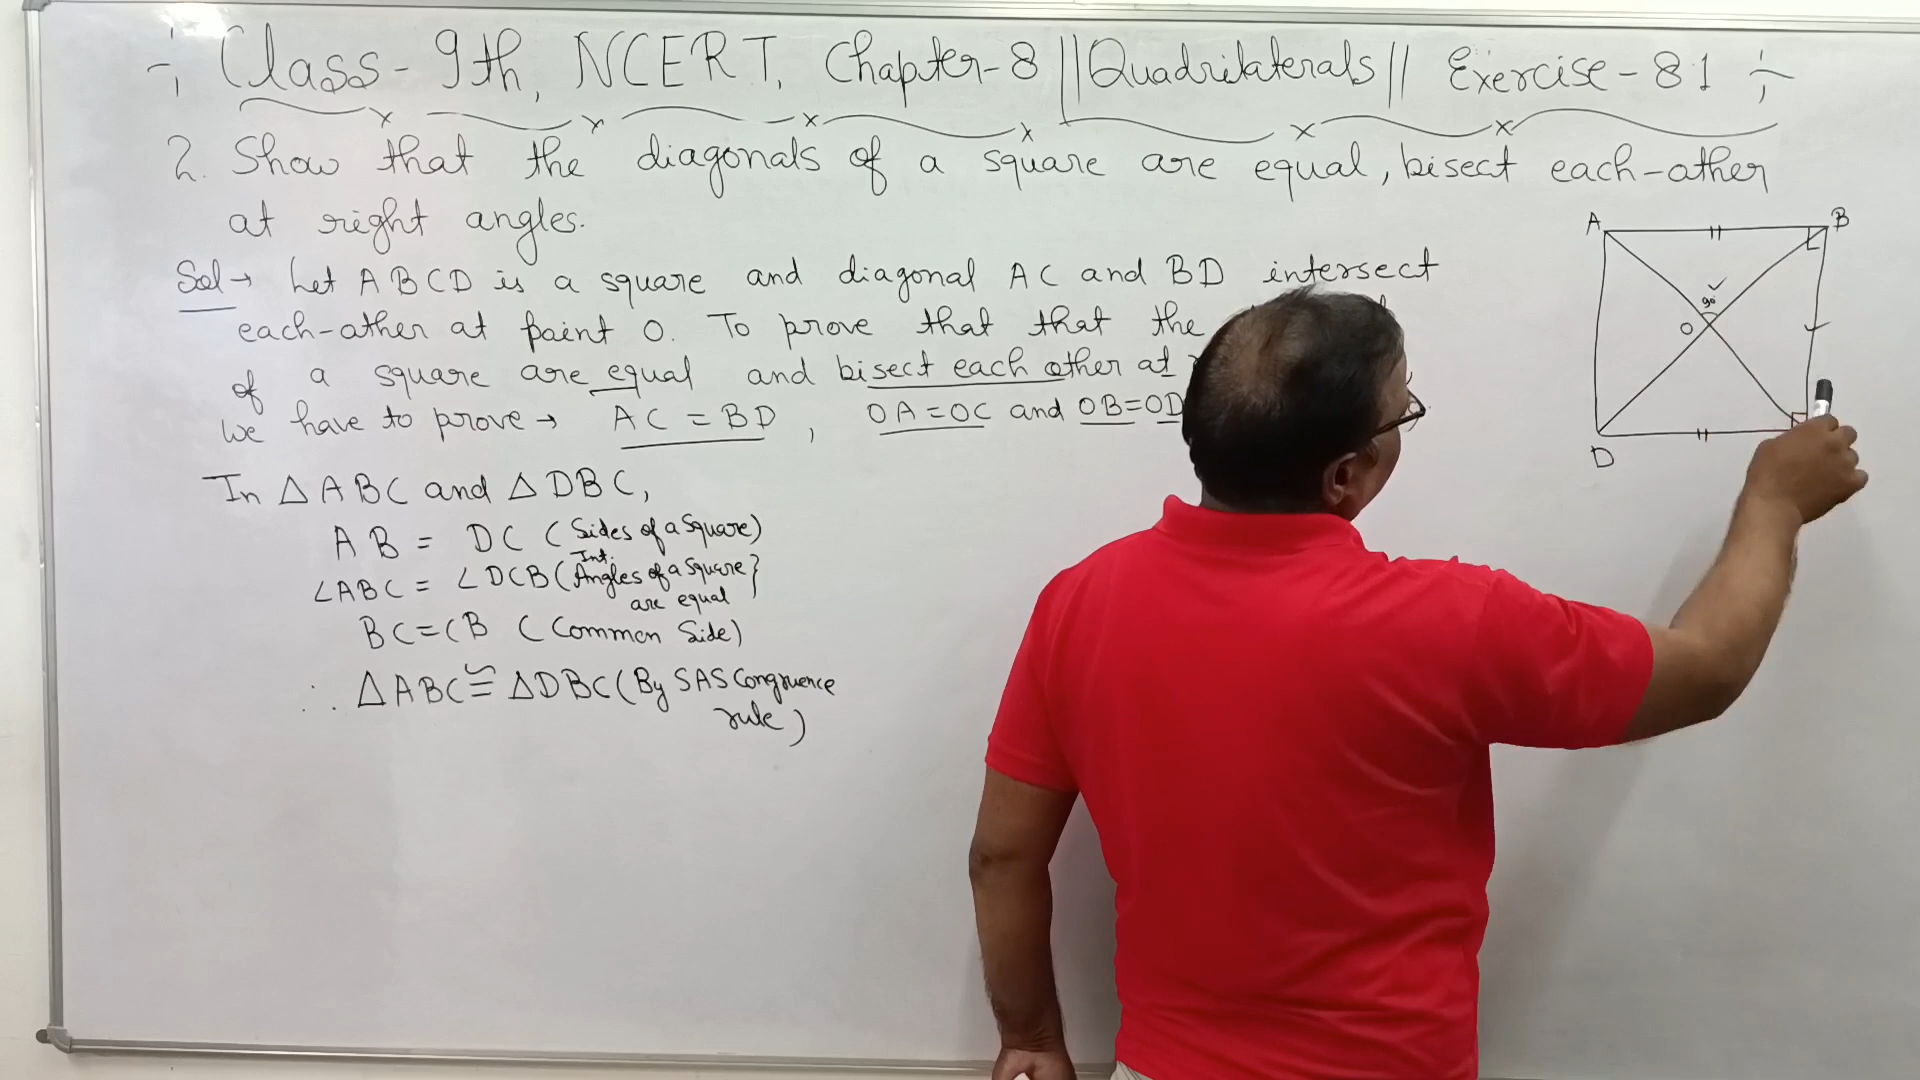 Class - 9th, NCERT, Chapter-8 ||Quadrilaterals|| Exercise-8.1
2. Show that the diagonals of a square are equal, bisect each-other
at right angles.
Sol → Let ABCD is a square and diagonal AC and BD intersect
each-other at point O. To prove that that the
of a square are equal and bisect each other at
we have to prove → AC = BD, OA = OC and OB = OD
In △ABC and △DBC,
AB = DC (Sides of a Square)
∠ABC = ∠DCB (Int. Angles of a Square
are equal)
BC = CB (Common Side)
∴ △ABC ≅ △DBC (By SAS Congruence
rule)
A B
90°
O
D